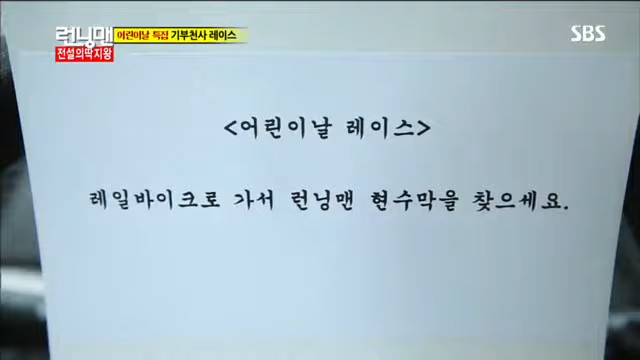 런닝맨
전설의딱지왕
어린이날 특집 기부천사 레이스
SBS
<어린이날 레이스>
레일바이크로 가서 런닝맨 현수막을 찾으세요.